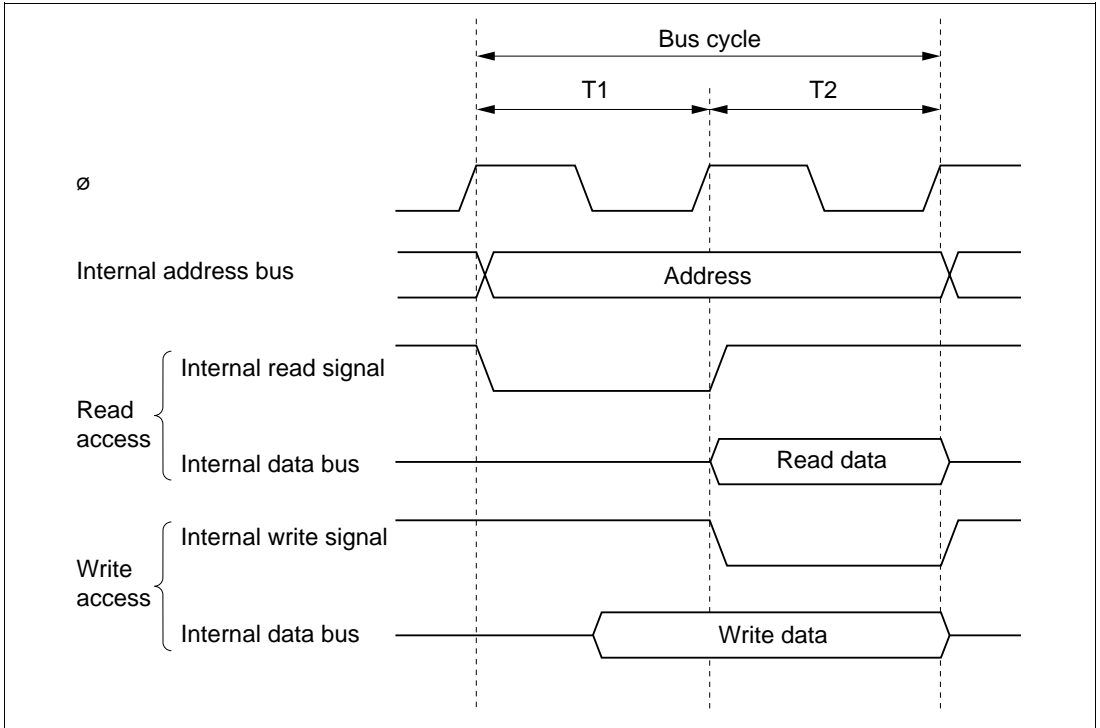 Bus cycle
T1 T2
ø
Internal address bus Address
Internal read signal
Read
access
Internal data bus Read data
Internal write signal
Write
access
Internal data bus Write data